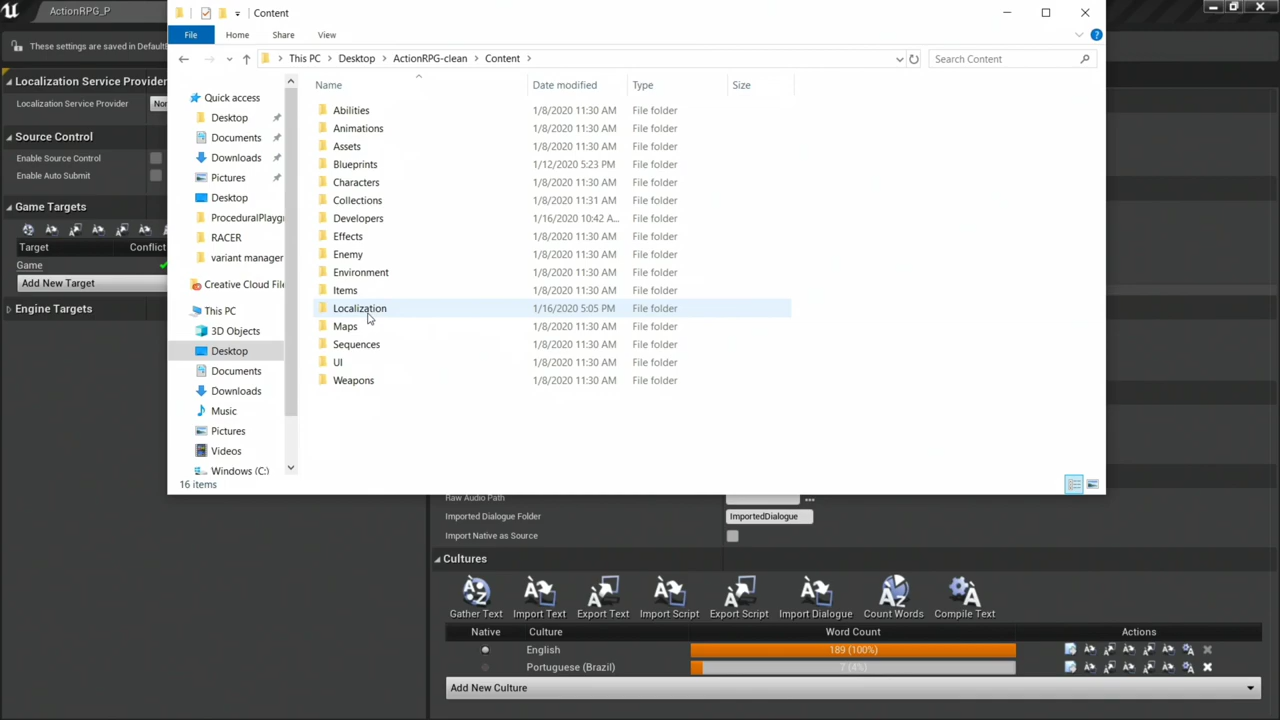 ActionRPG_P
Content
These settings are saved in Default
File Home Share View
This PC Desktop ActionRPG-clean Content
Search Content
Localization Service Provider
Localization Service Provider
Source Control
Enable Source Control
Enable Auto Submit
Game Targets
Target Conflict
Game
Add New Target
Engine Targets
Quick access
Desktop
Documents
Downloads
Pictures
Desktop
ProceduralPlaygr
RACER
variant manager
Creative Cloud File
This PC
3D Objects
Desktop
Documents
Downloads
Music
Pictures
Videos
Windows (C:)
Name Date modified Type Size
Abilities 1/8/2020 11:30 AM File folder
Animations 1/8/2020 11:30 AM File folder
Assets 1/8/2020 11:30 AM File folder
Blueprints 1/12/2020 5:23 PM File folder
Characters 1/8/2020 11:30 AM File folder
Collections 1/8/2020 11:31 AM File folder
Developers 1/16/2020 10:42 A... File folder
Effects 1/8/2020 11:30 AM File folder
Enemy 1/8/2020 11:30 AM File folder
Environment 1/8/2020 11:30 AM File folder
Items 1/8/2020 11:30 AM File folder
Localization 1/16/2020 5:05 PM File folder
Maps 1/8/2020 11:30 AM File folder
Sequences 1/8/2020 11:30 AM File folder
UI 1/8/2020 11:30 AM File folder
Weapons 1/8/2020 11:30 AM File folder
16 items
Raw Audio Path
Imported Dialogue Folder ImportedDialogue
Import Native as Source
Cultures
Gather Text Import Text Export Text Import Script Export Script Import Dialogue Count Words Compile Text
Native Culture Word Count Actions
English 189 (100%)
Portuguese (Brazil) 7 (4%)
Add New Culture